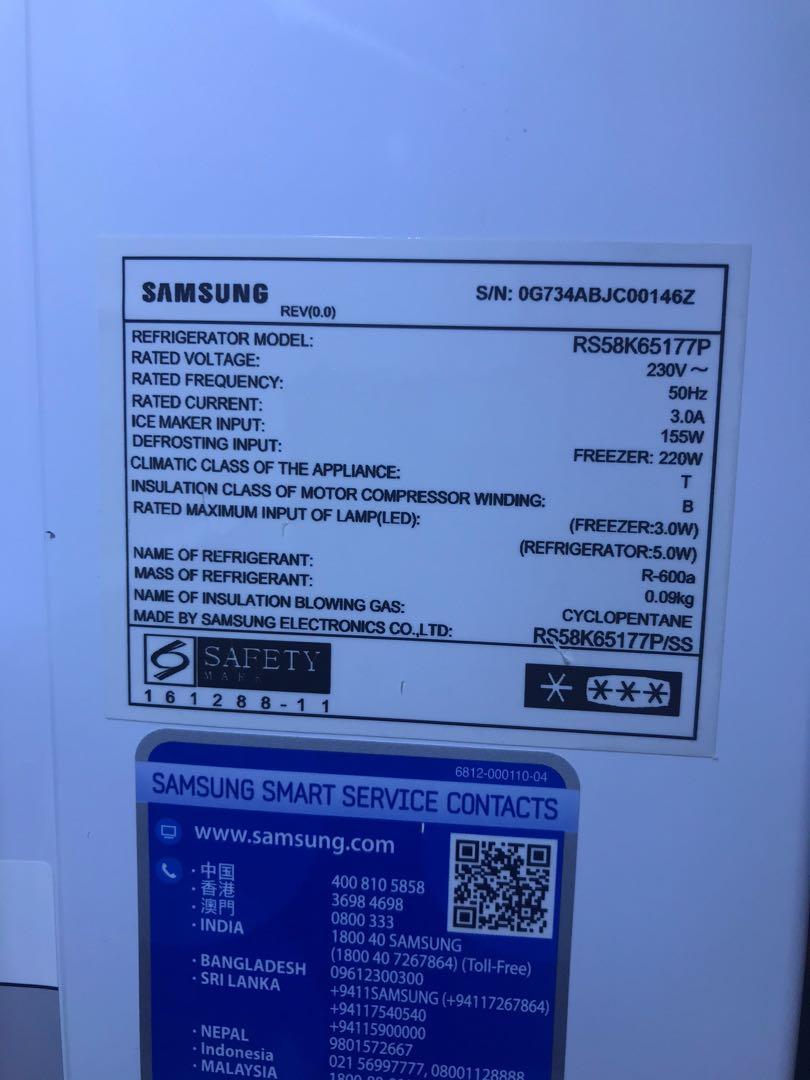 SAMSUNG REV(0.0) S/N: 0G734ABJC00146Z
REFRIGERATOR MODEL: RS58K65177P
RATED VOLTAGE: 230V ~
RATED FREQUENCY: 50Hz
RATED CURRENT: 3.0A
ICE MAKER INPUT: 155W
DEFROSTING INPUT: FREEZER: 220W
CLIMATIC CLASS OF THE APPLIANCE: T
INSULATION CLASS OF MOTOR COMPRESSOR WINDING: B
RATED MAXIMUM INPUT OF LAMP(LED): (FREEZER:3.0W)
(REFRIGERATOR:5.0W)
NAME OF REFRIGERANT: R-600a
MASS OF REFRIGERANT: 0.09kg
NAME OF INSULATION BLOWING GAS: CYCLOPENTANE
MADE BY SAMSUNG ELECTRONICS CO.,LTD: RS58K65177P/SS
SAFETY
MARK
161288-11
6812-000110-04
SAMSUNG SMART SERVICE CONTACTS
www.samsung.com
· 中国 400 810 5858
· 香港 3698 4698
· 澳門 0800 333
· INDIA 1800 40 SAMSUNG
(1800 40 7267864) (Toll-Free)
· BANGLADESH 09612300300
· SRI LANKA +9411SAMSUNG (+94117267864)
+94117540540
+94115900000
· NEPAL 9801572667
· Indonesia 021 56997777, 08001128888
· MALAYSIA